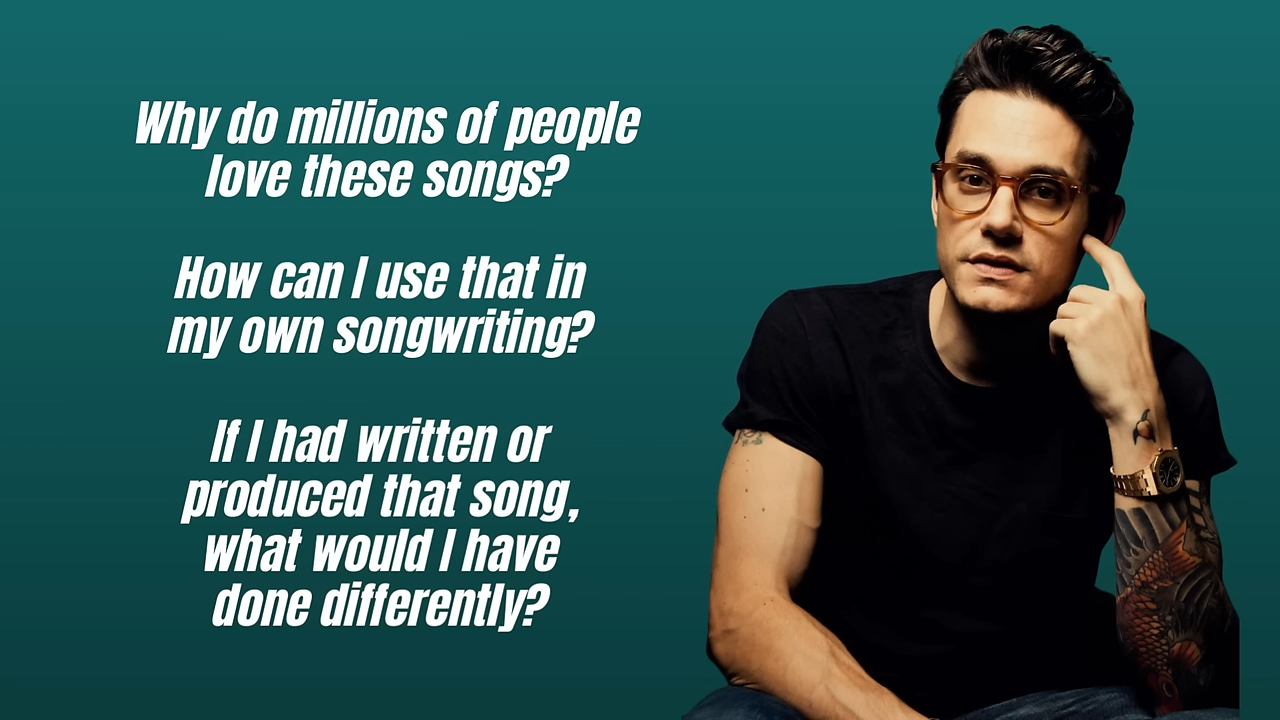 Why do millions of people
love these songs?
How can I use that in
my own songwriting?
If I had written or
produced that song,
what would I have
done differently?